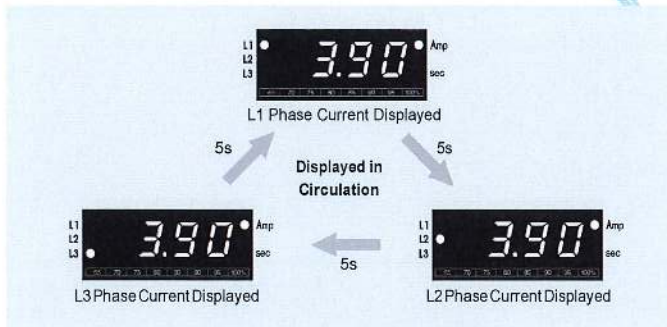 L1
L2
L3
3.90
Amp
sec
L1 Phase Current Displayed
5s
5s
Displayed in
Circulation
L1
L2
L3
3.90
Amp
sec
5s
L1
L2
L3
3.90
Amp
sec
L3 Phase Current Displayed
L2 Phase Current Displayed